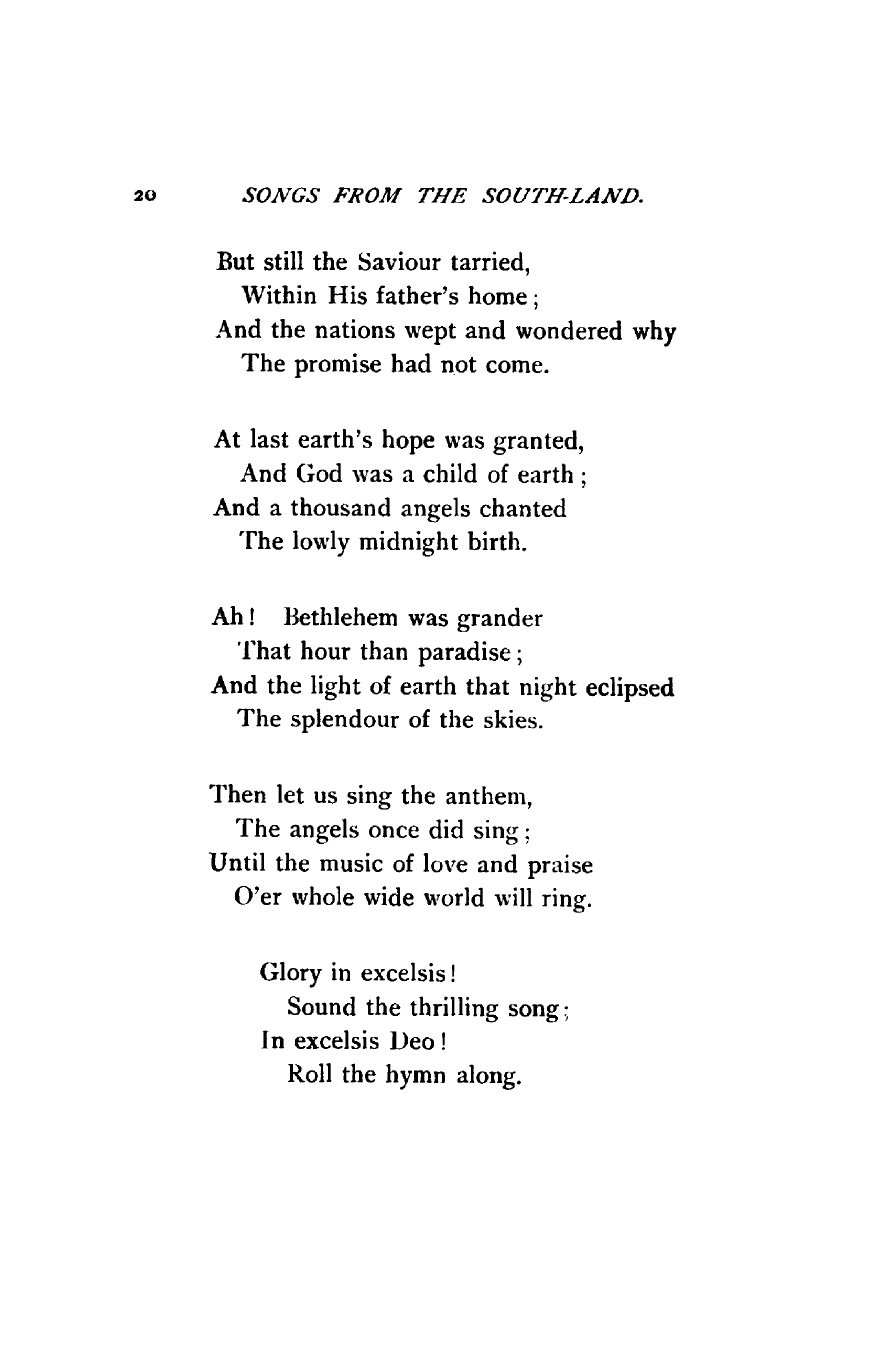 20 SONGS FROM THE SOUTH-LAND.
But still the Saviour tarried,
Within His father's home ;
And the nations wept and wondered why
The promise had not come.
At last earth's hope was granted,
And God was a child of earth ;
And a thousand angels chanted
The lowly midnight birth.
Ah ! Bethlehem was grander
That hour than paradise ;
And the light of earth that night eclipsed
The splendour of the skies.
Then let us sing the anthem,
The angels once did sing ;
Until the music of love and praise
O'er whole wide world will ring.
Glory in excelsis !
Sound the thrilling song ;
In excelsis Deo !
Roll the hymn along.